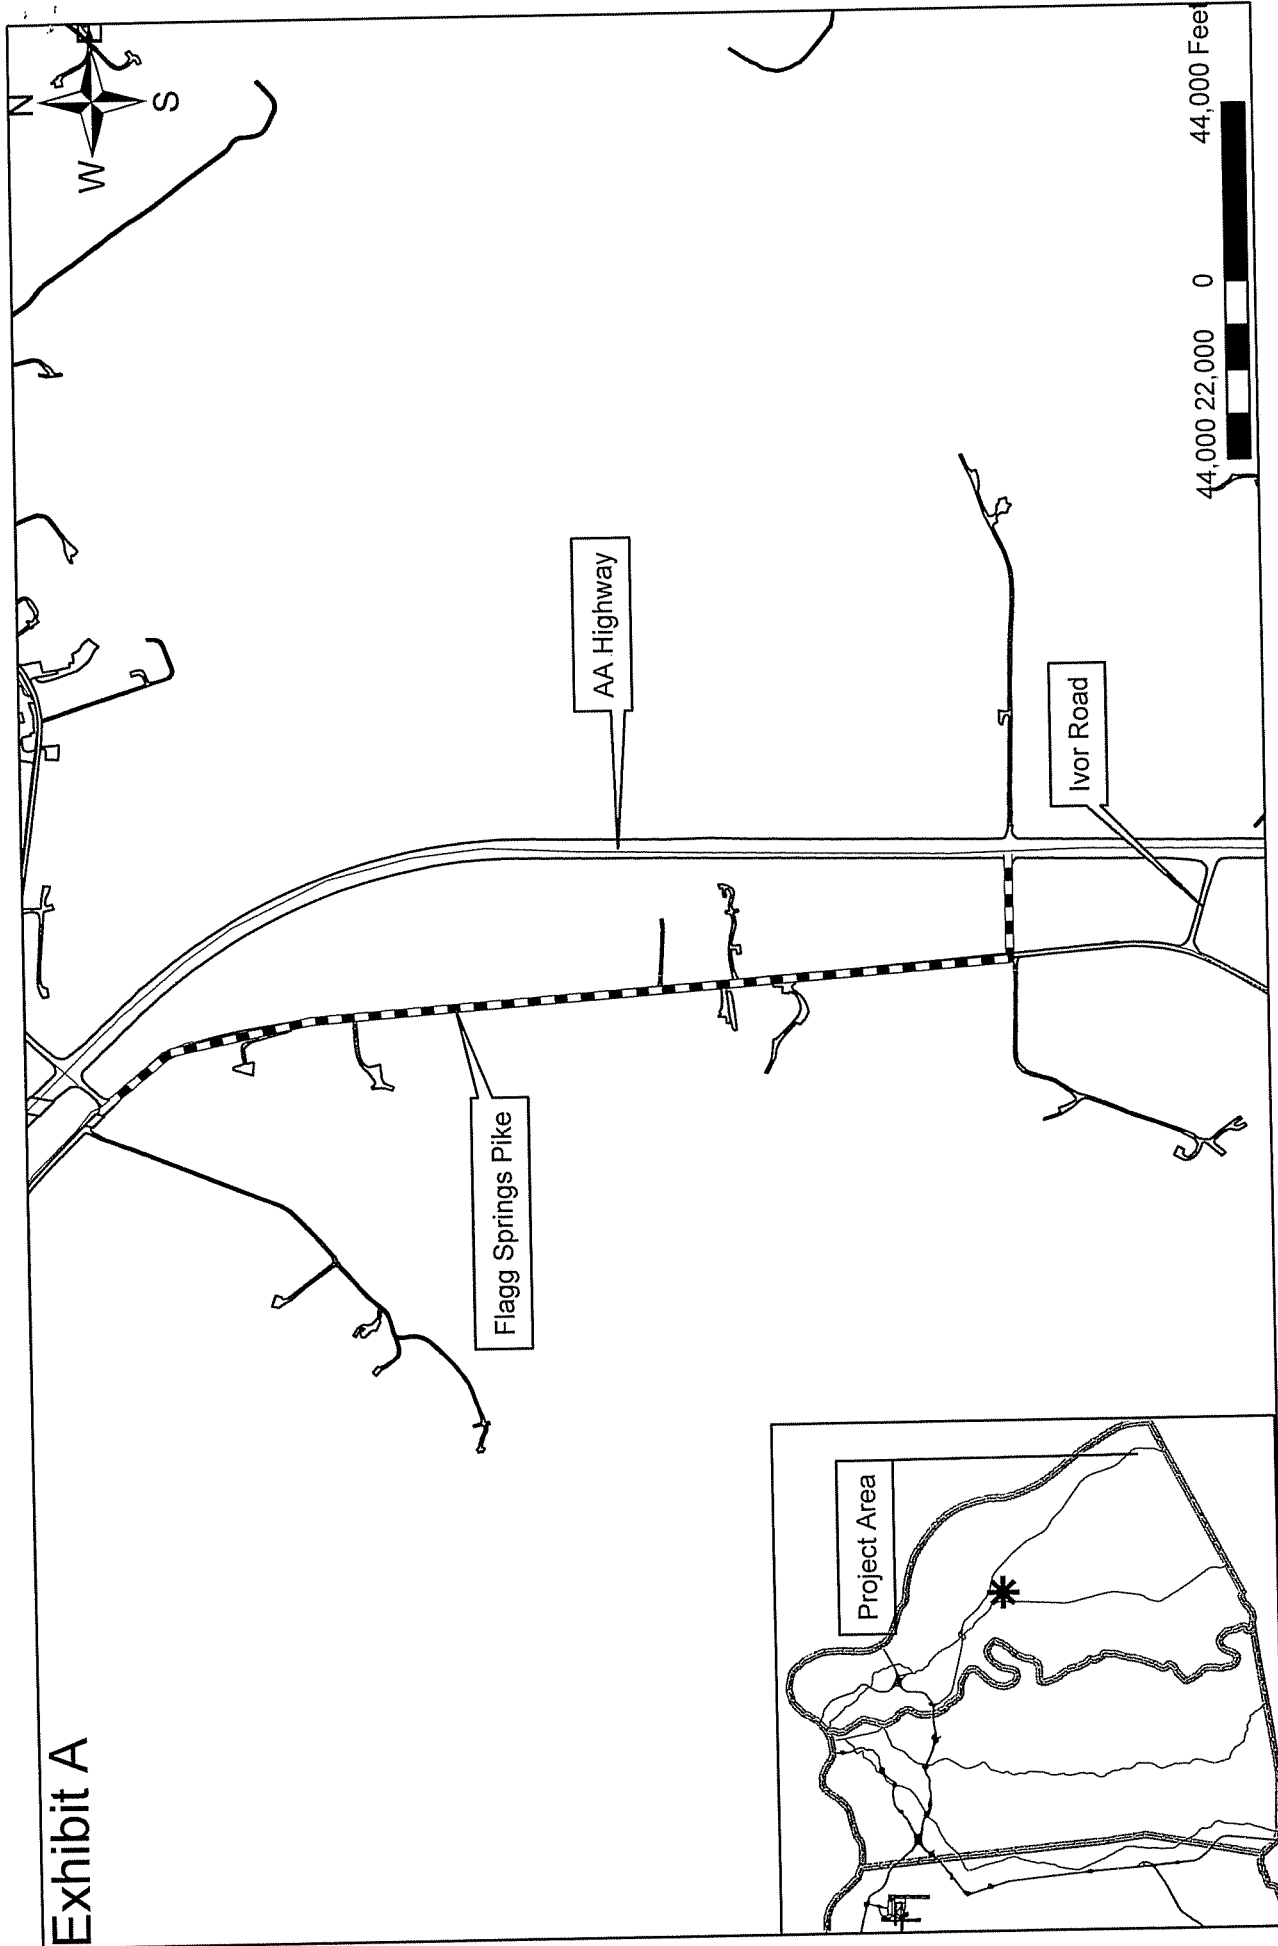 Exhibit A
N
W
S
AA Highway
Ivor Road
Flagg Springs Pike
Project Area
44,000 22,000 0 44,000 Feet